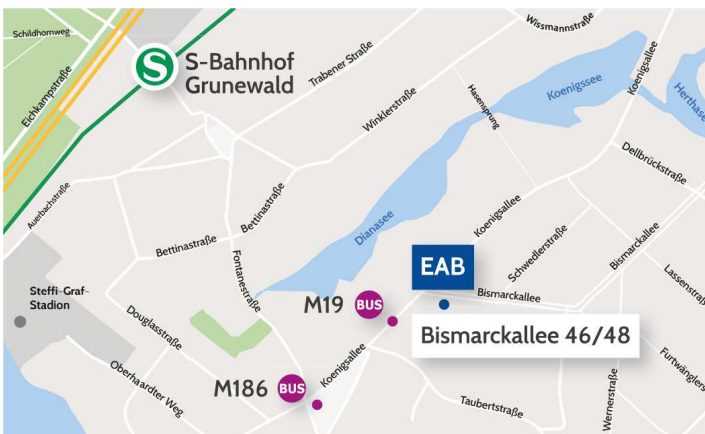 Schildhornweg
Eichkampstraße
S
S-Bahnhof
Grunewald
Trabener Straße
Wissmannstraße
Koenigsallee
Koenigssee
Herthasee
Hasensprung
Winklerstraße
Dellbrückstraße
Auerbachstraße
Bettinastraße
Bettinastraße
Dianasee
Koenigsallee
Schwedlerstraße
Bismarckallee
Lassenstraß
Fontanestraße
EAB
Bismarckallee
Steffi-Graf-
Stadion
M19 BUS
Bismarckallee 46/48
Douglasstraße
Oberhaardter Weg
Koenigsallee
M186 BUS
Taubertstraße
Wernerstraße
Furtwänglers